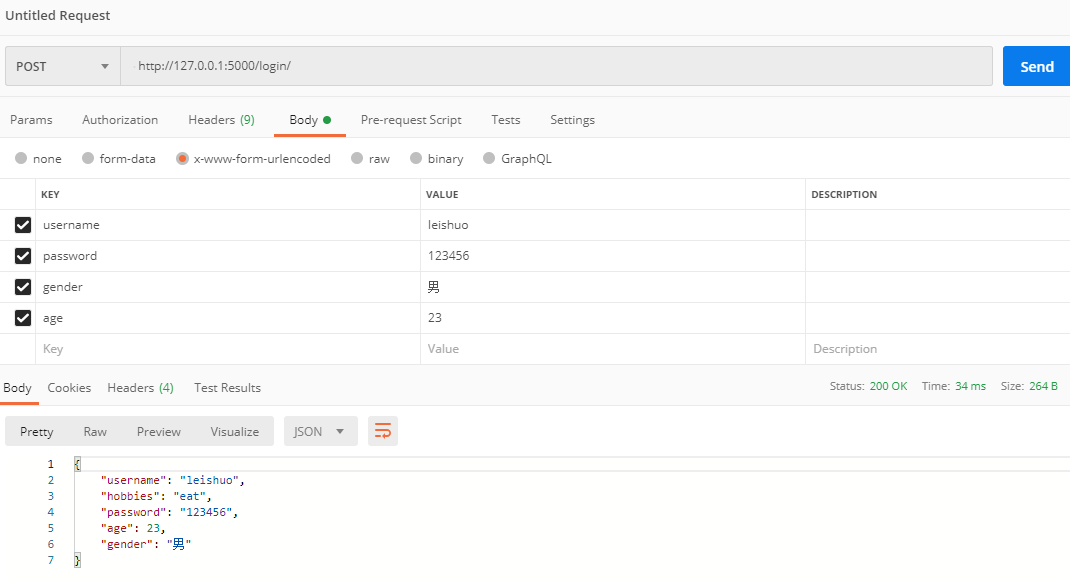 Untitled Request
POST http://127.0.0.1:5000/login/ Send
Params Authorization Headers (9) Body Pre-request Script Tests Settings
none form-data x-www-form-urlencoded raw binary GraphQL
KEY VALUE DESCRIPTION
username leishuo
password 123456
gender 男
age 23
Key Value Description
Body Cookies Headers (4) Test Results Status: 200 OK Time: 34 ms Size: 264 B
Pretty Raw Preview Visualize JSON
1 {
2 "username": "leishuo",
3 "hobbies": "eat",
4 "password": "123456",
5 "age": 23,
6 "gender": "男"
7 }